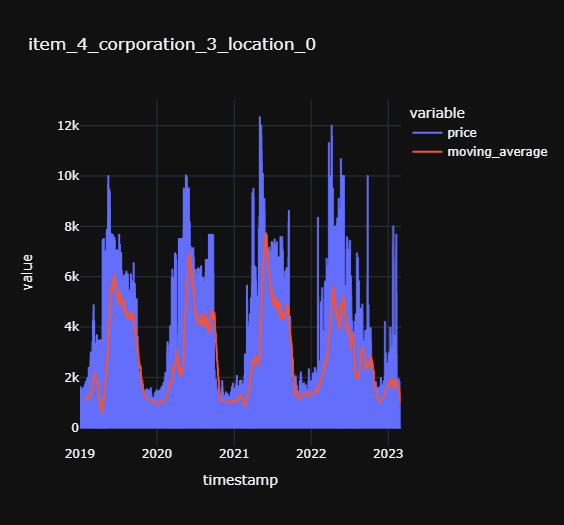 item_4_corporation_3_location_0
variable
price
moving_average
12k
10k
8k
6k
4k
2k
0
value
2019
2020
2021
2022
2023
timestamp